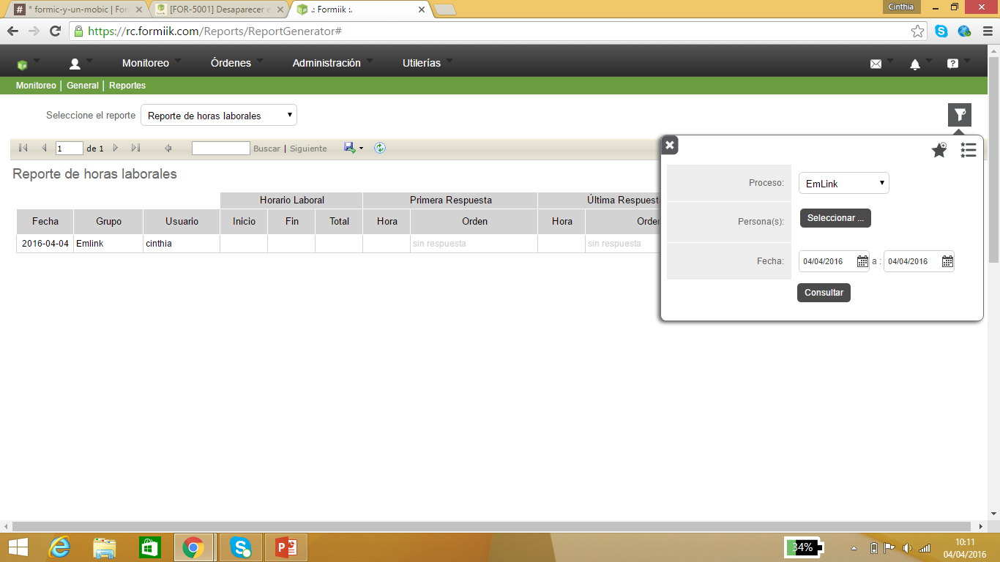 * formic-y-un-mobic | For
[FOR-5001] Desaparecer e
.: Formiik :.
Cinthia
https://rc.formiik.com/Reports/ReportGenerator#
Monitoreo Órdenes Administración Utilerías
Monitoreo | General | Reportes
Seleccione el reporte Reporte de horas laborales
1 de 1 Buscar | Siguiente
Reporte de horas laborales
Horario Laboral Primera Respuesta Última Respuest
Fecha Grupo Usuario Inicio Fin Total Hora Orden Hora Orde
2016-04-04 Emlink cinthia sin respuesta sin respuesta
Proceso: EmLink
Persona(s): Seleccionar ...
Fecha: 04/04/2016 a : 04/04/2016
Consultar
34%
10:11
04/04/2016